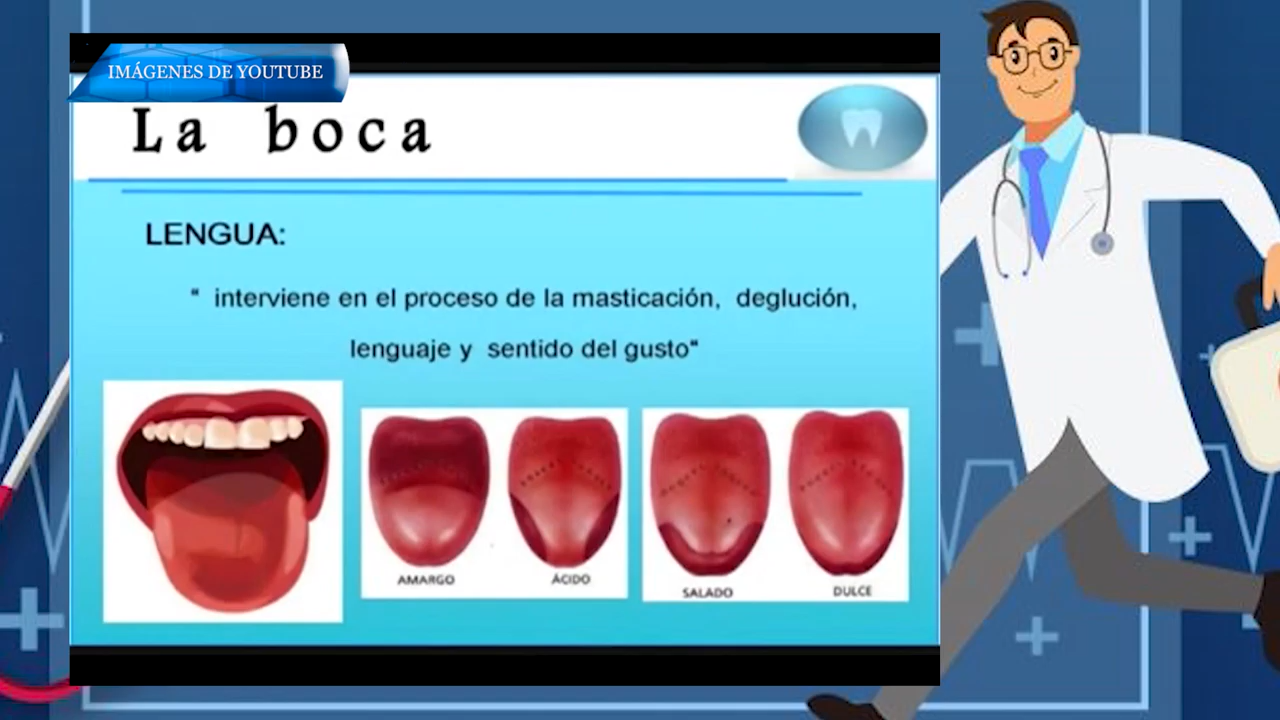 IMÁGENES DE YOUTUBE
La boca
LENGUA:
“ interviene en el proceso de la masticación, deglución,
lenguaje y sentido del gusto“
AMARGO
ÁCIDO
SALADO
DULCE